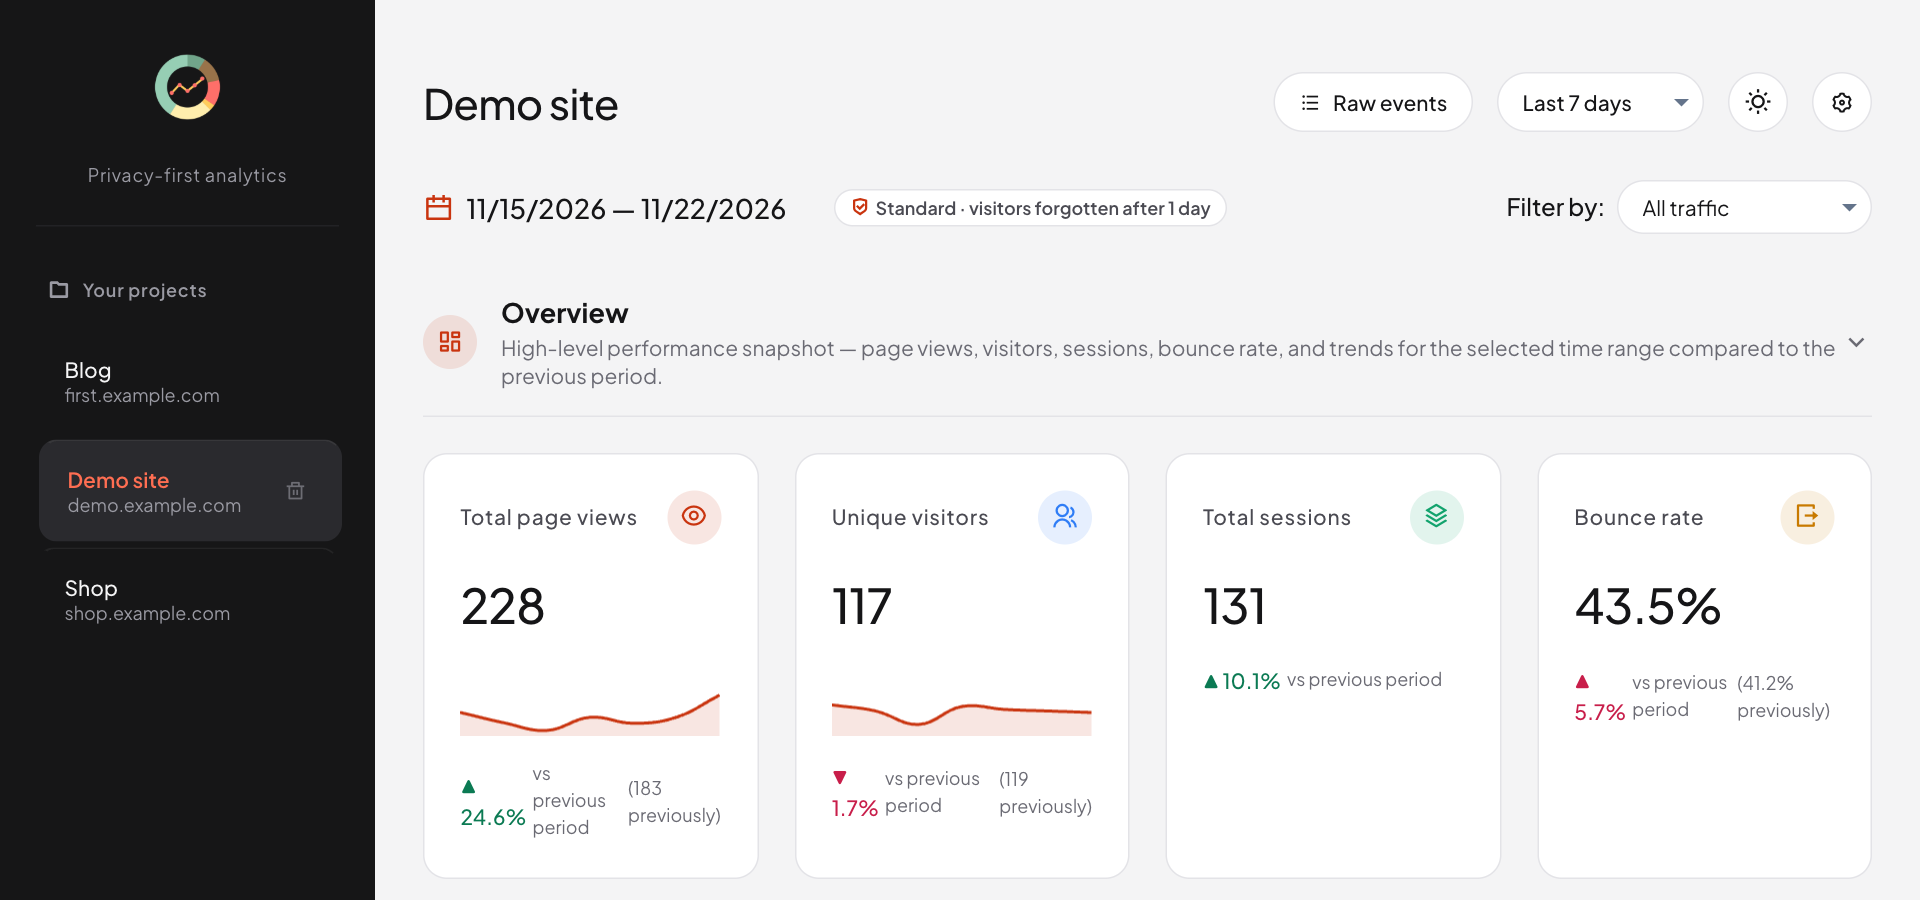 Privacy-first analytics
Your projects
Blog
first.example.com
Demo site
demo.example.com
Shop
shop.example.com
Demo site
Raw events
Last 7 days
11/15/2026 — 11/22/2026
Standard · visitors forgotten after 1 day
Filter by:
All traffic
Overview
High-level performance snapshot — page views, visitors, sessions, bounce rate, and trends for the selected time range compared to the
previous period.
Total page views
228
▲
24.6%
vs
previous
period
(183
previously)
Unique visitors
117
▼
1.7%
vs previous
period
(119
previously)
Total sessions
131
▲10.1% vs previous period
Bounce rate
43.5%
▲
5.7%
vs previous
period
(41.2%
previously)